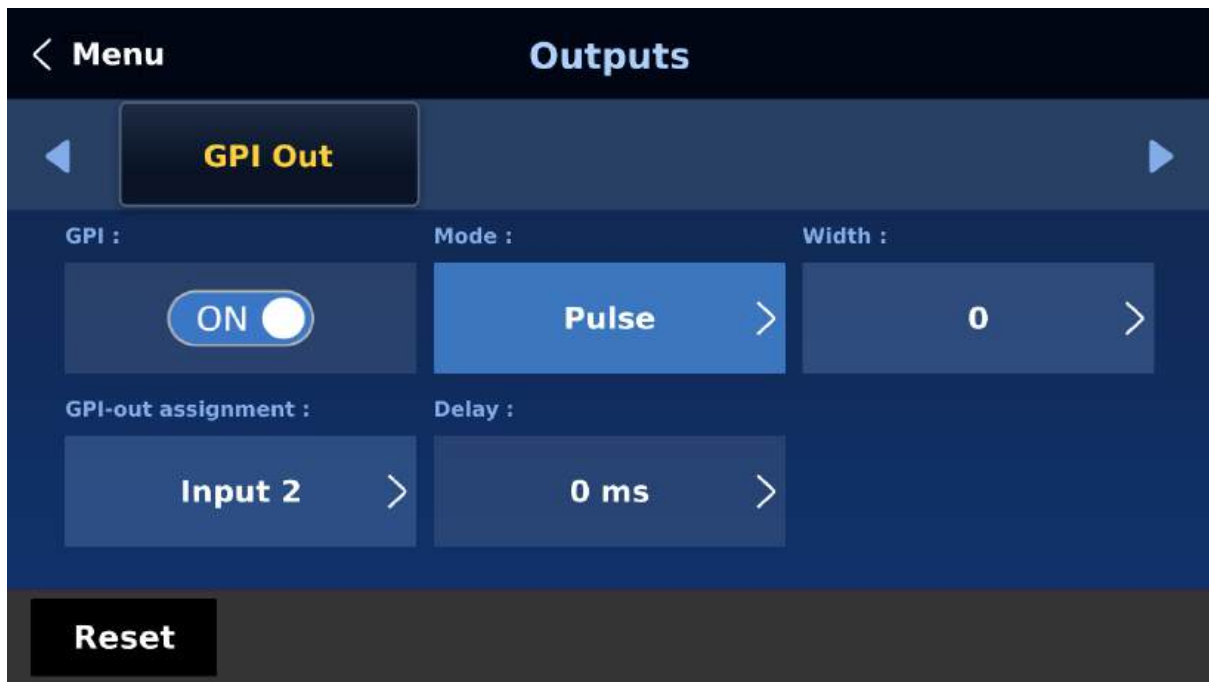 Menu
Outputs
GPI Out
GPI :
Mode :
Width :
ON
Pulse
0
GPI-out assignment :
Delay :
Input 2
0 ms
Reset